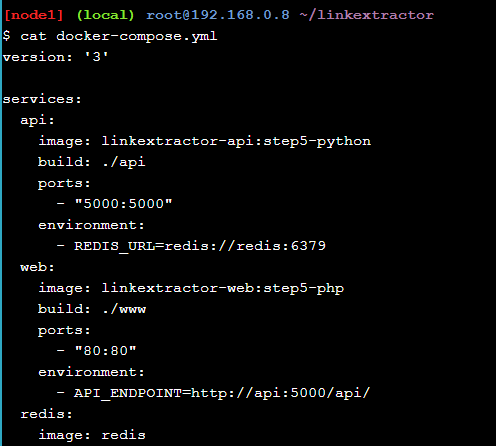 [node1] (local) root@192.168.0.8 ~/linkextractor
$ cat docker-compose.yml
version: '3'

services:
  api:
    image: linkextractor-api:step5-python
    build: ./api
    ports:
      - "5000:5000"
    environment:
      - REDIS_URL=redis://redis:6379
  web:
    image: linkextractor-web:step5-php
    build: ./www
    ports:
      - "80:80"
    environment:
      - API_ENDPOINT=http://api:5000/api/
  redis:
    image: redis